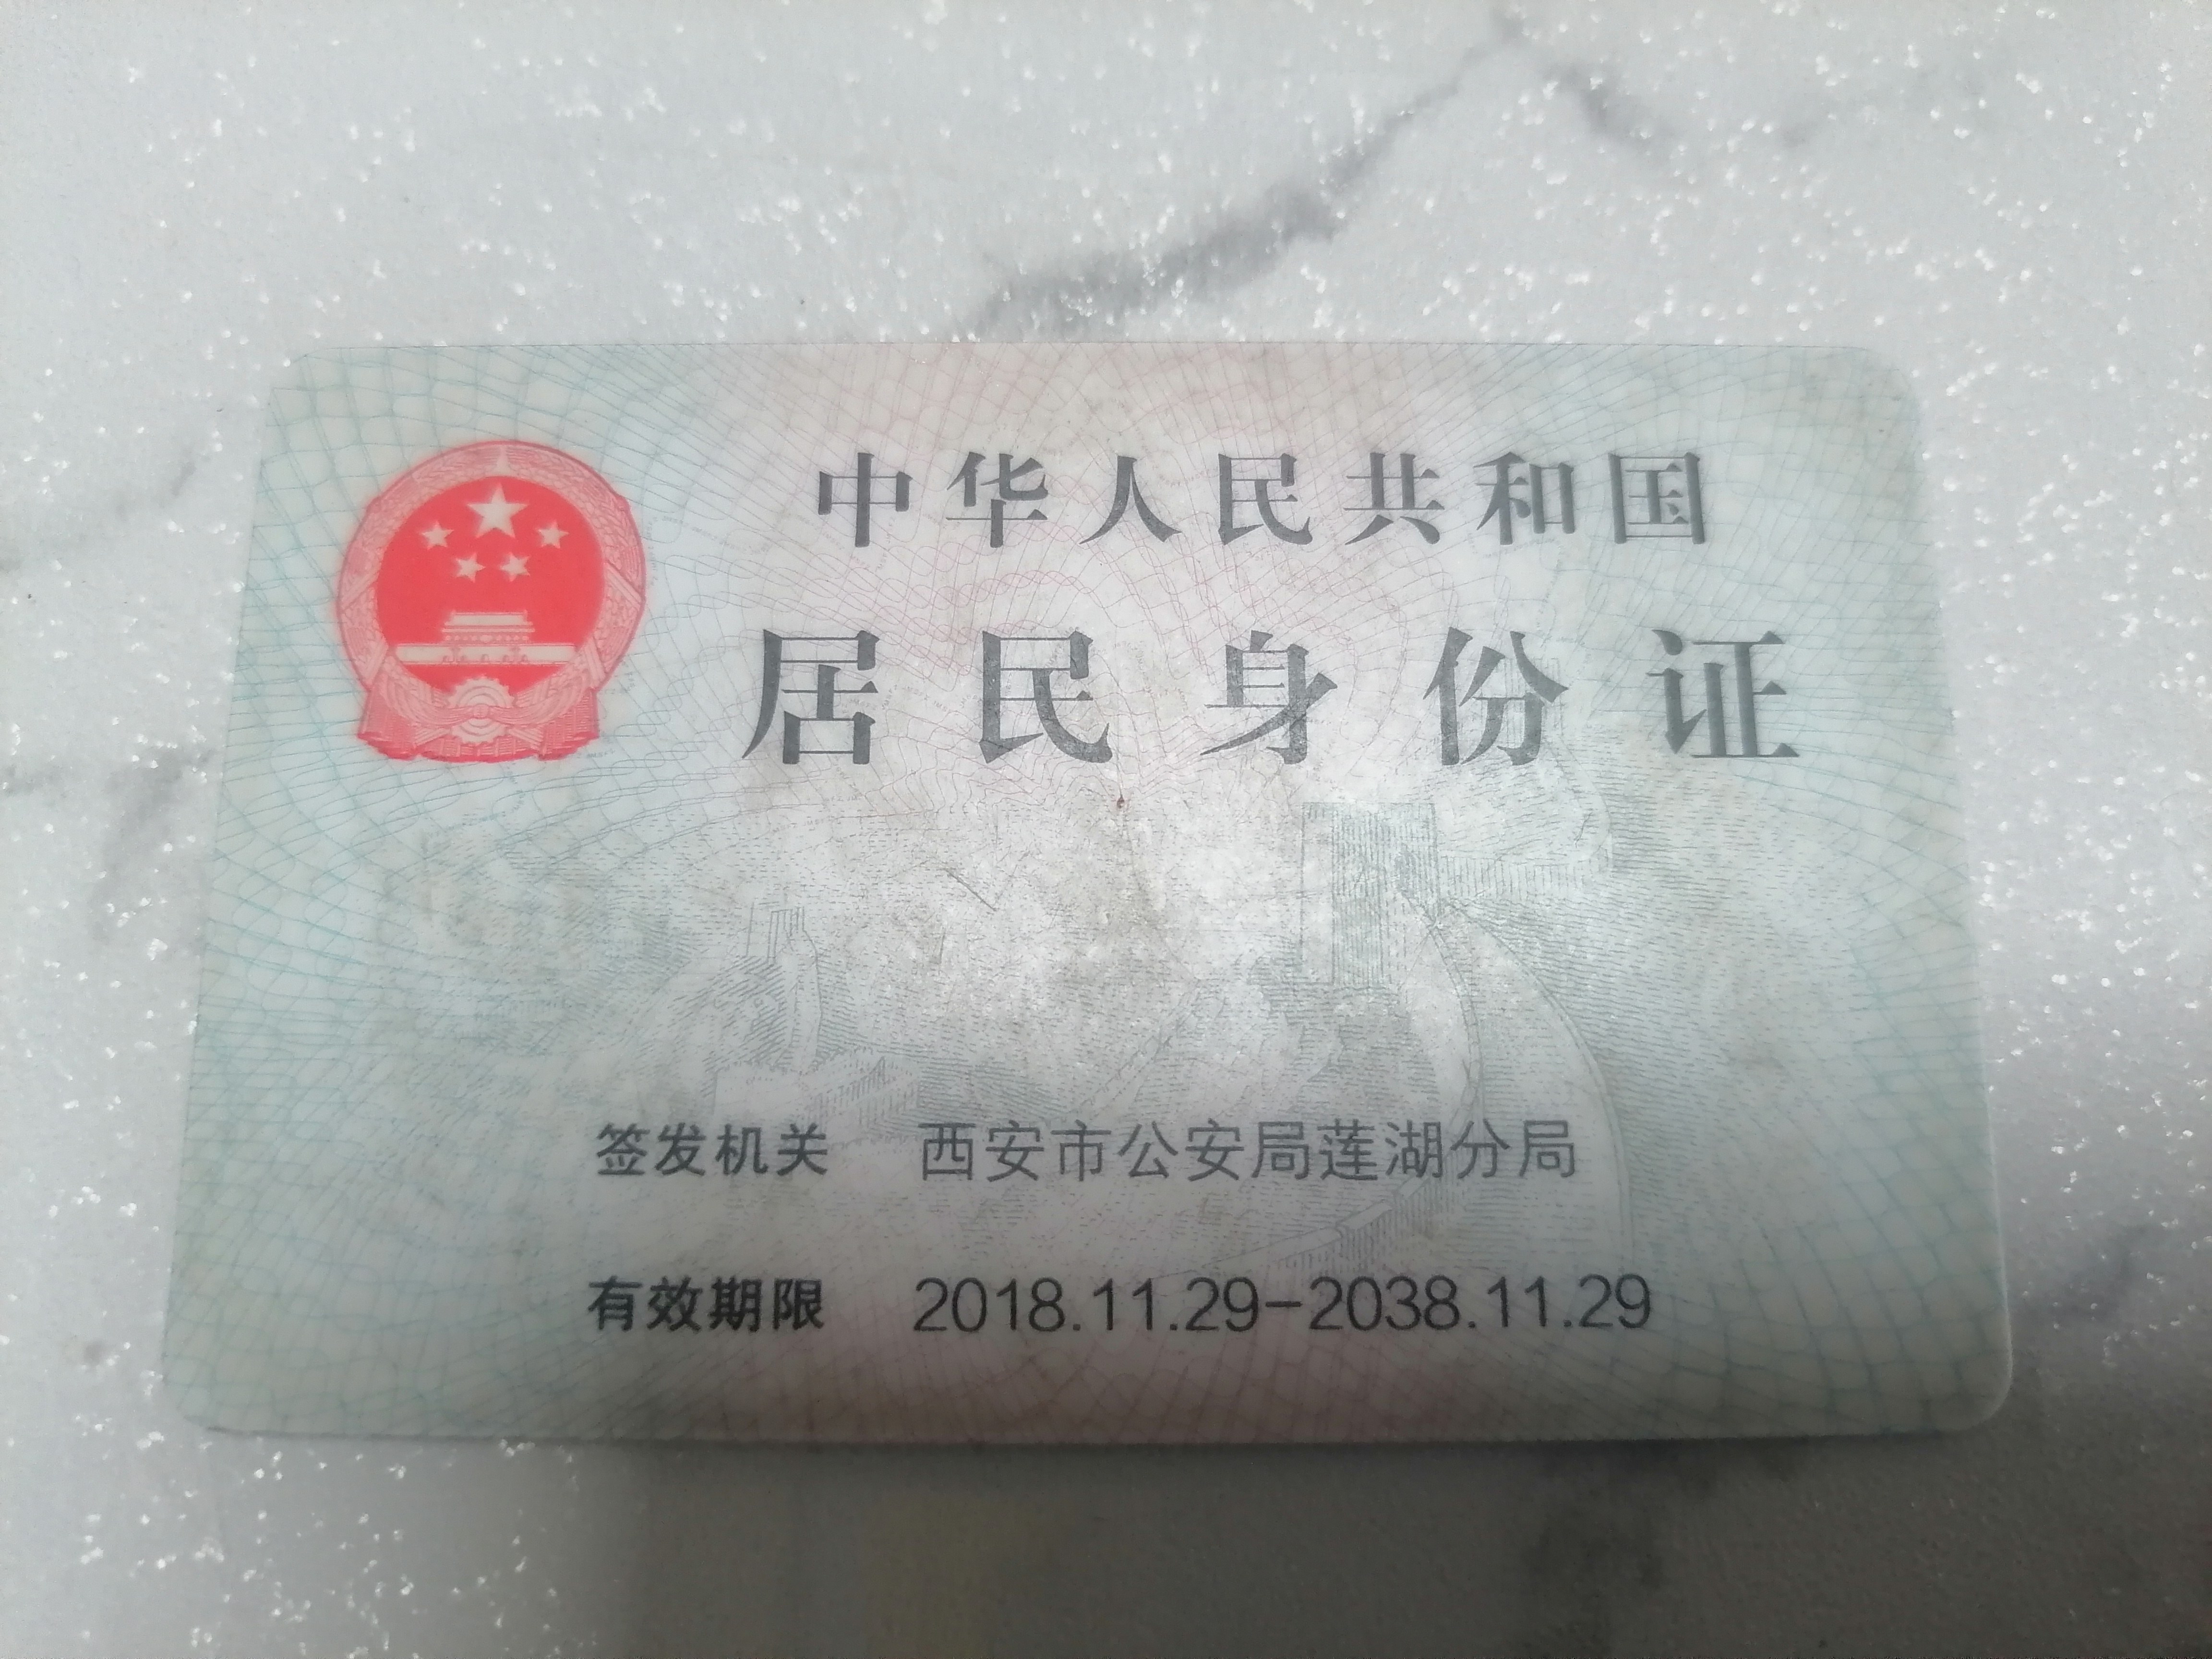 中华人民共和国
居民身份证
签发机关 西安市公安局莲湖分局
有效期限 2018.11.29-2038.11.29